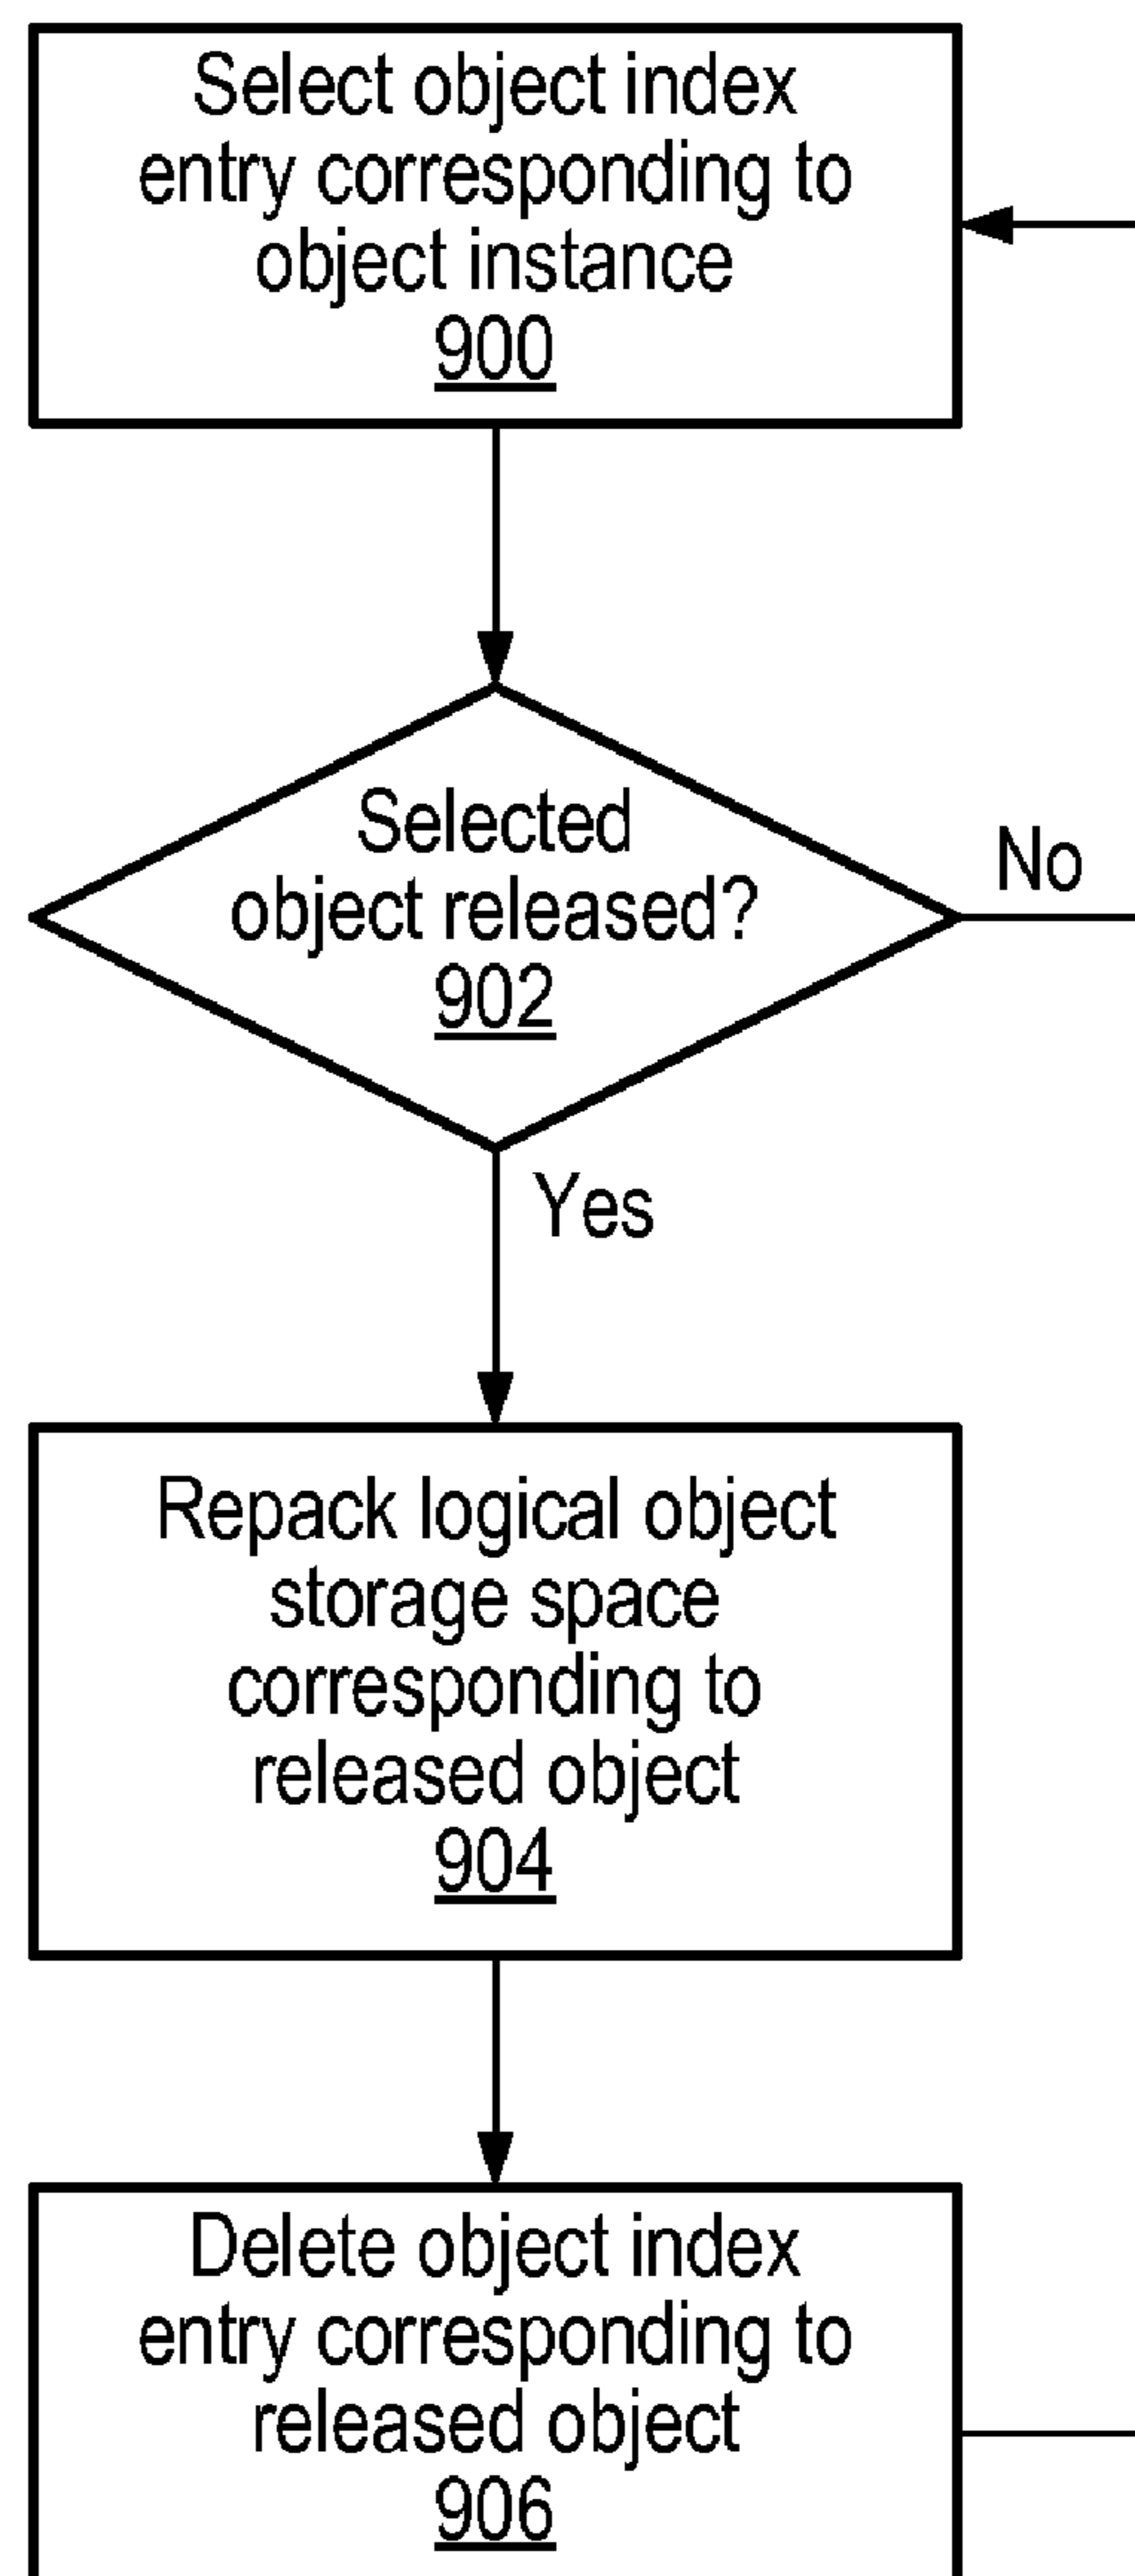 Select object index
entry corresponding to
object instance
900
Selected
object released?
902
No
Yes
Repack logical object
storage space
corresponding to
released object
904
Delete object index
entry corresponding to
released object
906